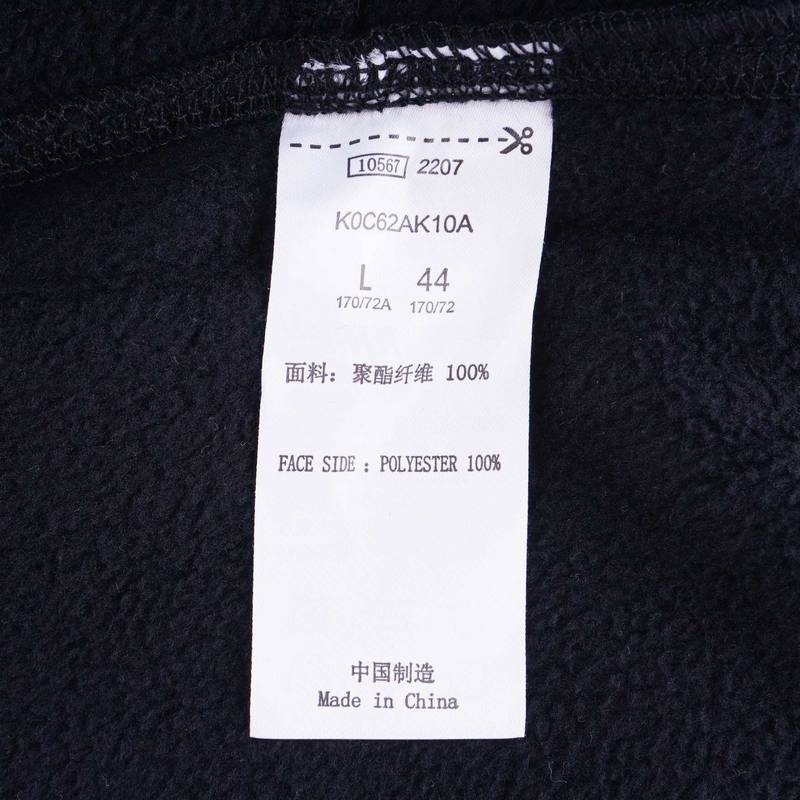 10567 2207
K0C62AK10A
L 44
170/72A 170/72
面料：聚酯纤维 100%
FACE SIDE : POLYESTER 100%
中国制造
Made in China